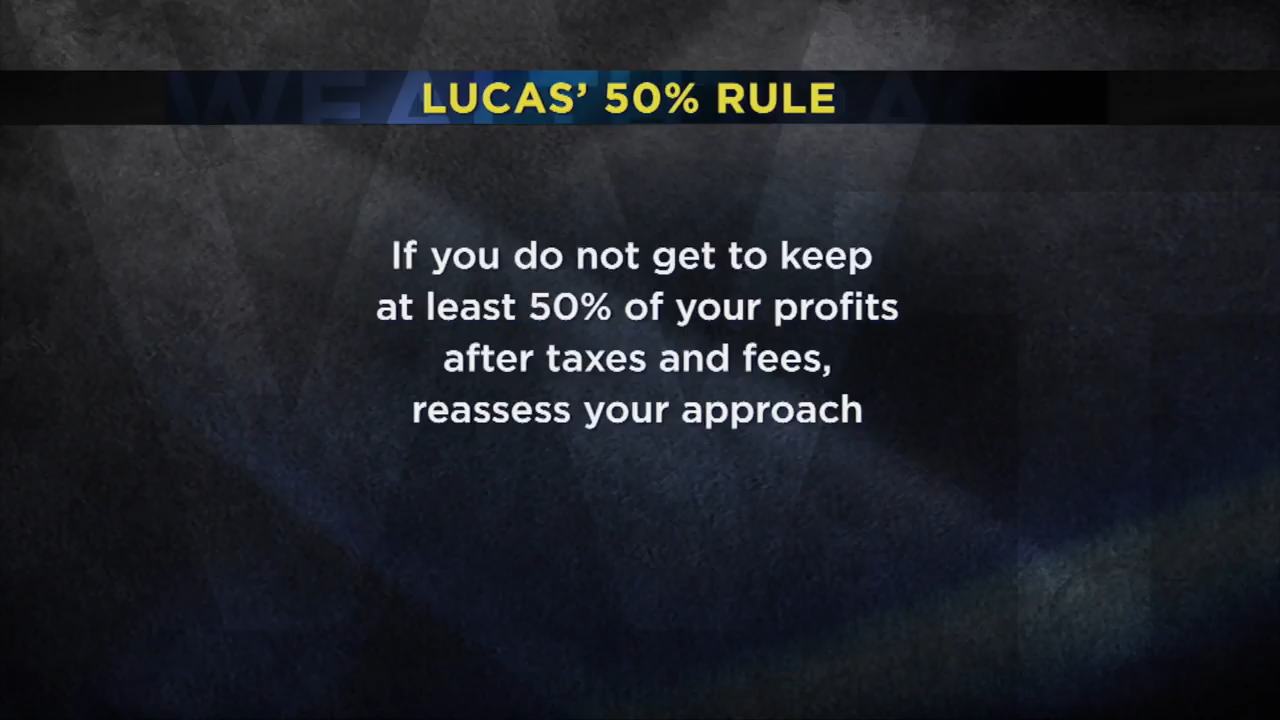 LUCAS’ 50% RULE
If you do not get to keep
at least 50% of your profits
after taxes and fees,
reassess your approach